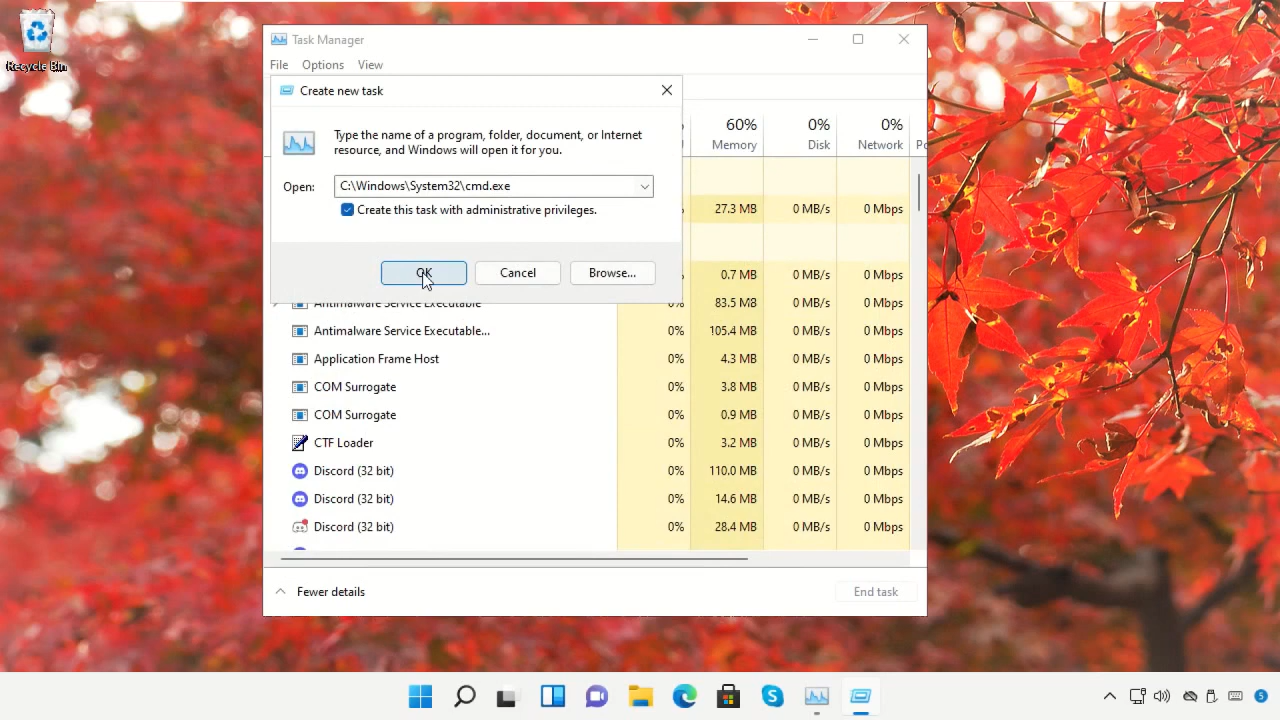 Recycle Bin
Task Manager
File Options View
Create new task
Type the name of a program, folder, document, or Internet
resource, and Windows will open it for you.
Open: C:\Windows\System32\cmd.exe
Create this task with administrative privileges.
OK Cancel Browse...
60% 0% 0%
Memory Disk Network
27.3 MB 0 MB/s 0 Mbps
0.7 MB 0 MB/s 0 Mbps
Antimalware Service Executable 0% 83.5 MB 0 MB/s 0 Mbps
Antimalware Service Executable... 0% 105.4 MB 0 MB/s 0 Mbps
Application Frame Host 0% 4.3 MB 0 MB/s 0 Mbps
COM Surrogate 0% 3.8 MB 0 MB/s 0 Mbps
COM Surrogate 0% 0.9 MB 0 MB/s 0 Mbps
CTF Loader 0% 3.2 MB 0 MB/s 0 Mbps
Discord (32 bit) 0% 110.0 MB 0 MB/s 0 Mbps
Discord (32 bit) 0% 14.6 MB 0 MB/s 0 Mbps
Discord (32 bit) 0% 28.4 MB 0 MB/s 0 Mbps
Fewer details End task
5